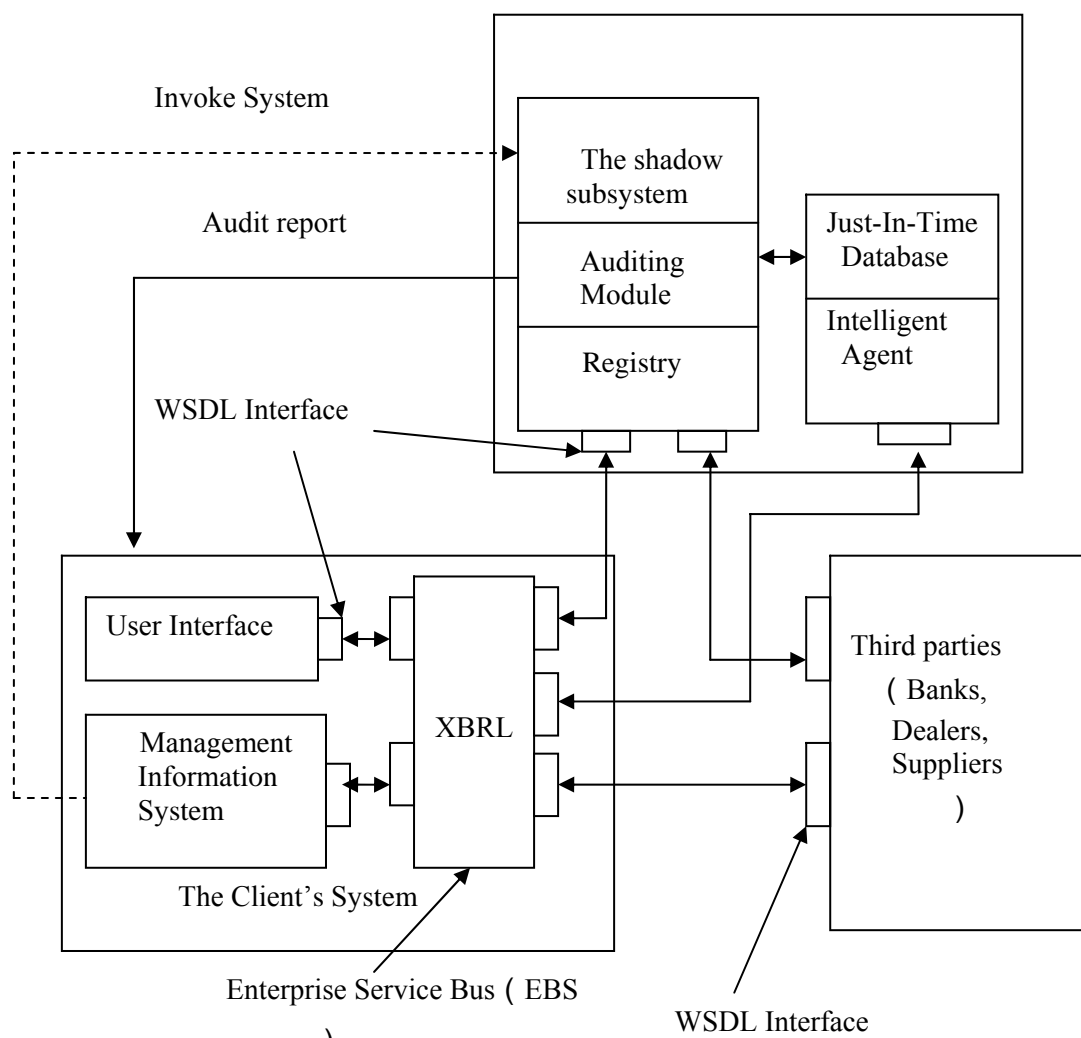 Invoke System
The shadow
subsystem
Audit report
Just-In-Time
Database
Auditing
Module
Intelligent
Agent
Registry
WSDL Interface
User Interface
XBRL
Management
Information
System
The Client’s System
Third parties
( Banks,
Dealers,
Suppliers
)
Enterprise Service Bus ( EBS
)
WSDL Interface